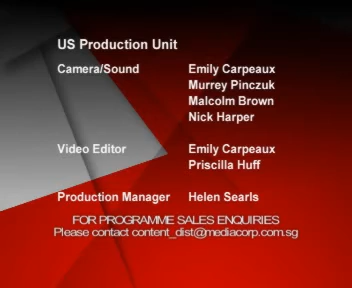 US Production Unit
Camera/Sound Emily Carpeaux
Murrey Pinczuk
Malcolm Brown
Nick Harper
Video Editor Emily Carpeaux
Priscilla Huff
Production Manager Helen Searls
FOR PROGRAMME SALES ENQUIRIES
Please contact content_dist@mediacorp.com.sg